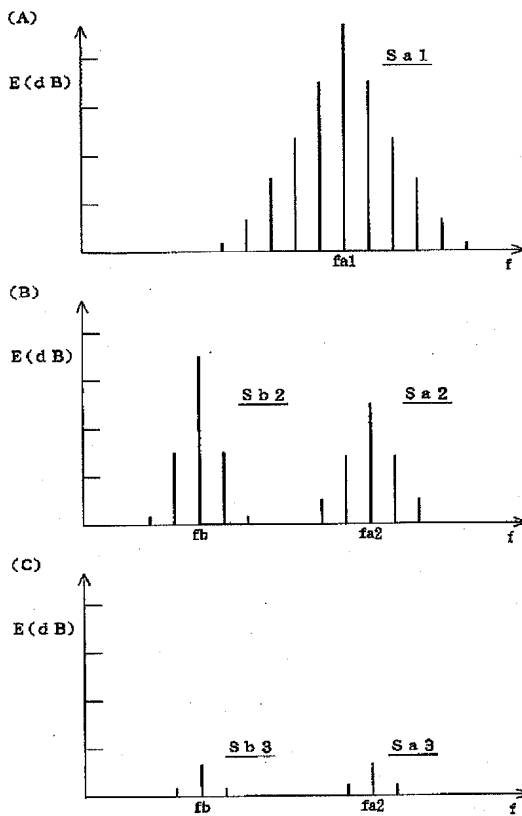 (A)
Sa1
E(dB)
fa1
f
(B)
E(dB)
Sb2
Sa2
fb
fa2
f
(C)
E(dB)
Sb3
Sa3
fb
fa2
f